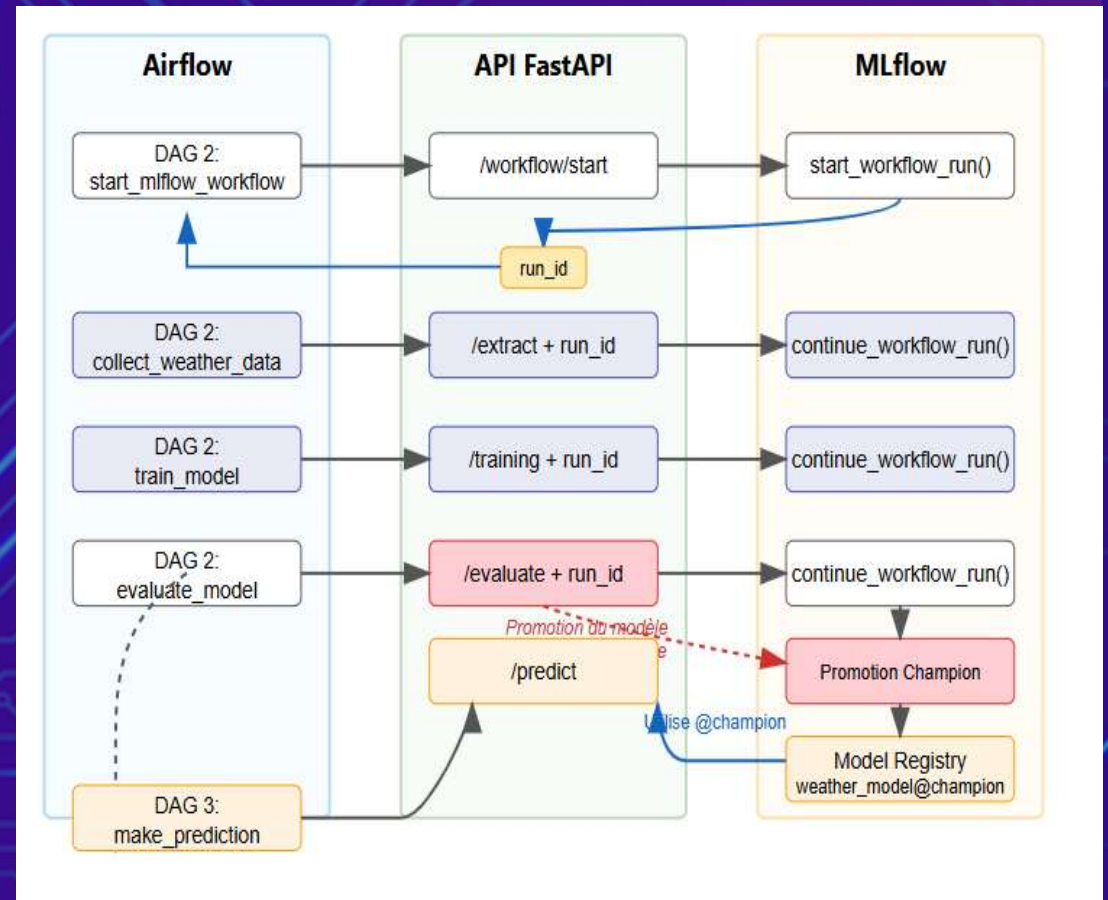 Airflow
API FastAPI
MLflow
DAG 2:
start_mlflow_workflow
/workflow/start
start_workflow_run()
run_id
DAG 2:
collect_weather_data
/extract + run_id
continue_workflow_run()
DAG 2:
train_model
/training + run_id
continue_workflow_run()
DAG 2:
evaluate_model
/evaluate + run_id
continue_workflow_run()
Promotion du modèle
/predict
Promotion Champion
Utilise @champion
Model Registry
weather_model@champion
DAG 3:
make_prediction